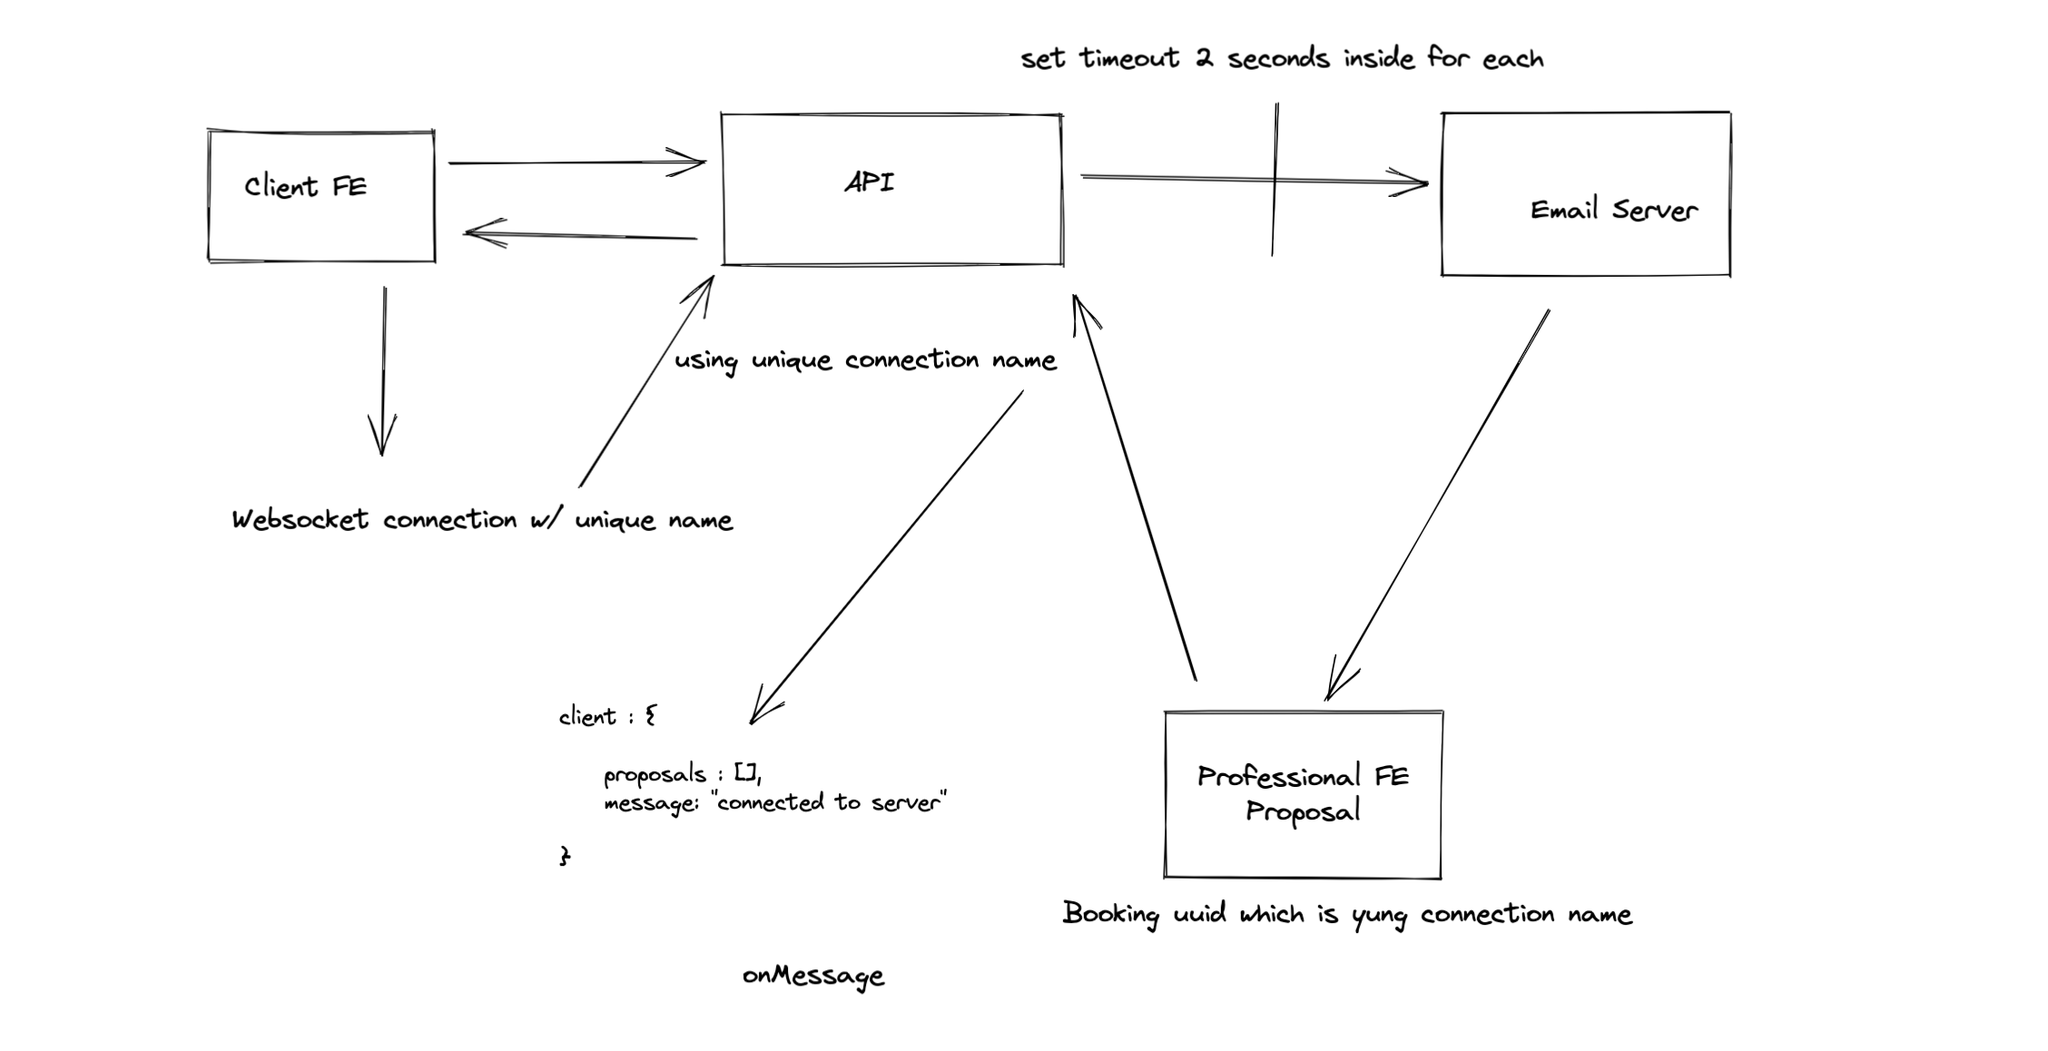 set timeout 2 seconds inside for each
Client FE
API
Email Server
using unique connection name
Websocket connection w/ unique name
client : {
proposals : [],
message: "connected to server"
}
Professional FE
Proposal
Booking uuid which is yung connection name
onMessage